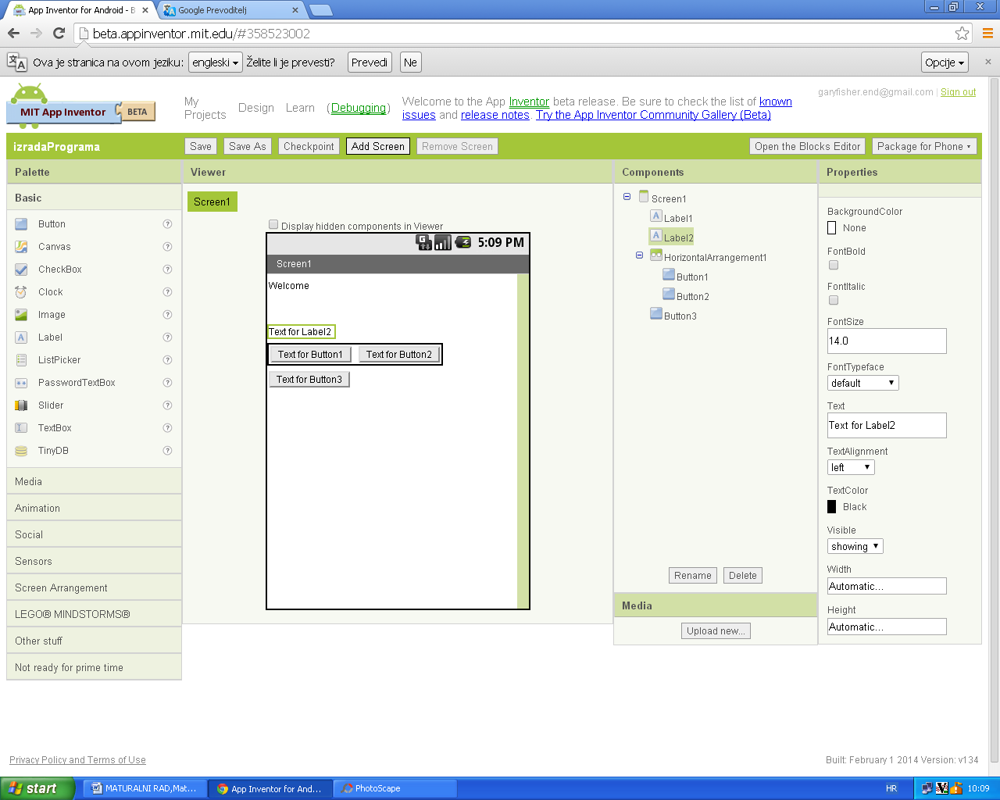 App Inventor for Android - B
Google Prevoditelj
beta.appinventor.mit.edu/#358523002
Ova je stranica na ovom jeziku: engleski Želite li je prevesti? Prevedi Ne Opcije
MIT App Inventor BETA
My Projects Design Learn (Debugging)
Welcome to the App Inventor beta release. Be sure to check the list of known
issues and release notes. Try the App Inventor Community Gallery (Beta)
garyfisher.end@gmail.com | Sign out
izradaPrograma Save Save As Checkpoint Add Screen Remove Screen Open the Blocks Editor Package for Phone
Palette
Basic
Button ?
Canvas ?
CheckBox ?
Clock ?
Image ?
A Label ?
ListPicker ?
PasswordTextBox ?
Slider ?
TextBox ?
TinyDB ?
Media
Animation
Social
Sensors
Screen Arrangement
LEGO® MINDSTORMS®
Other stuff
Not ready for prime time
Viewer
Screen1
Display hidden components in Viewer
G 5:09 PM
Screen1
Welcome
Text for Label2
Text for Button1 Text for Button2
Text for Button3
Components
Screen1
A Label1
A Label2
HorizontalArrangement1
Button1
Button2
Button3
Rename Delete
Media
Upload new...
Properties
BackgroundColor
None
FontBold
FontItalic
FontSize
14.0
FontTypeface
default
Text
Text for Label2
TextAlignment
left
TextColor
Black
Visible
showing
Width
Automatic...
Height
Automatic...
Privacy Policy and Terms of Use
Built: February 1 2014 Version: v134
start MATURALNI RAD,Mat... App Inventor for And... PhotoScape HR 10:09